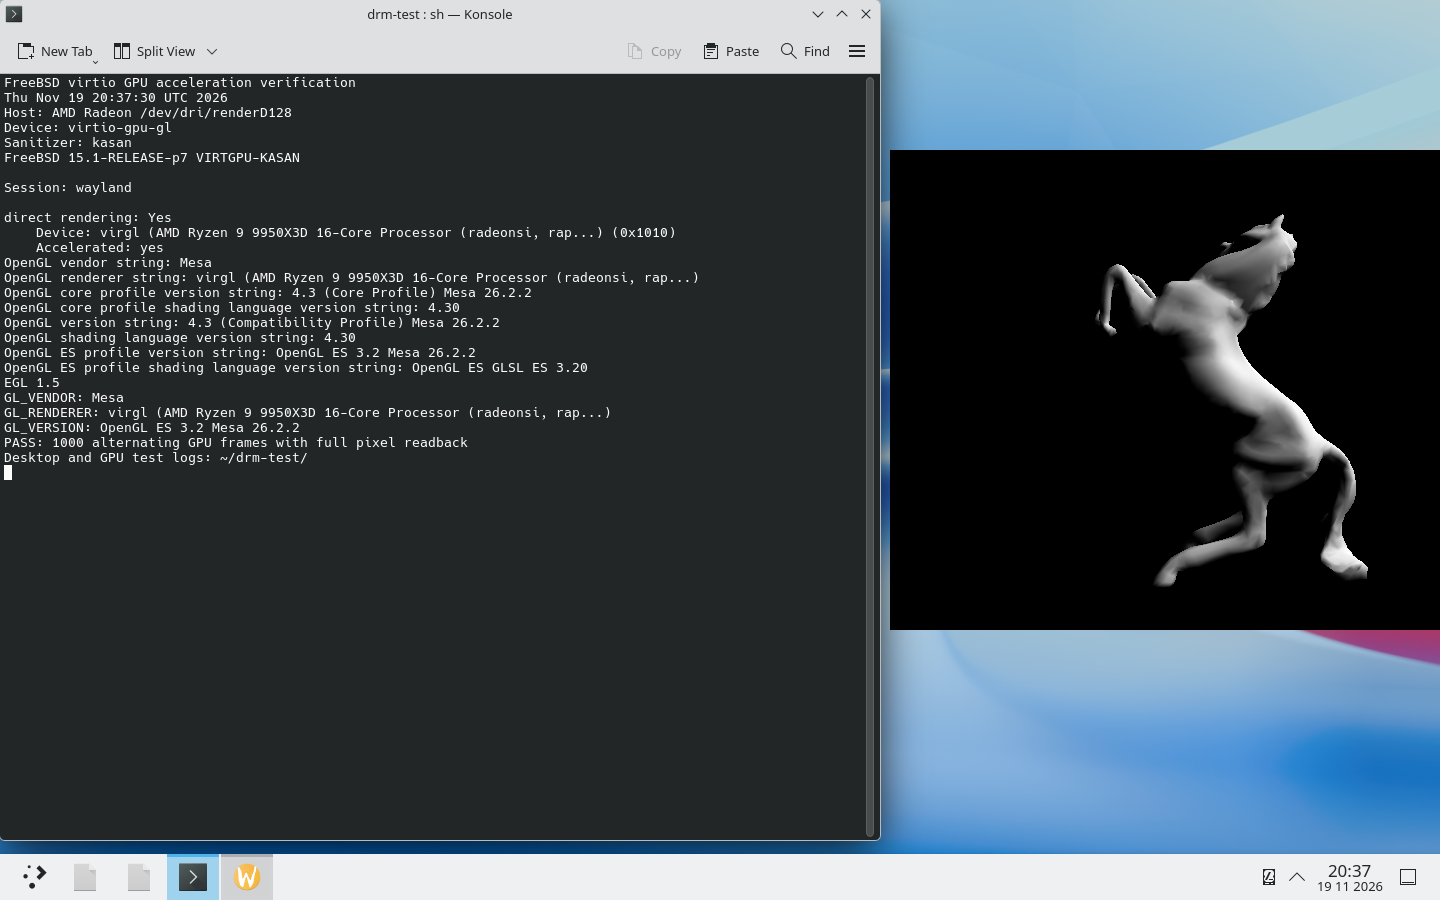 drm-test : sh — Konsole
New Tab
Split View
Copy
Paste
Find
FreeBSD virtio GPU acceleration verification
Thu Nov 19 20:37:30 UTC 2026
Host: AMD Radeon /dev/dri/renderD128
Device: virtio-gpu-gl
Sanitizer: kasan
FreeBSD 15.1-RELEASE-p7 VIRTGPU-KASAN
Session: wayland
direct rendering: Yes
Device: virgl (AMD Ryzen 9 9950X3D 16-Core Processor (radeonsi, rap...) (0x1010)
Accelerated: yes
OpenGL vendor string: Mesa
OpenGL renderer string: virgl (AMD Ryzen 9 9950X3D 16-Core Processor (radeonsi, rap...)
OpenGL core profile version string: 4.3 (Core Profile) Mesa 26.2.2
OpenGL core profile shading language version string: 4.30
OpenGL version string: 4.3 (Compatibility Profile) Mesa 26.2.2
OpenGL shading language version string: 4.30
OpenGL ES profile version string: OpenGL ES 3.2 Mesa 26.2.2
OpenGL ES profile shading language version string: OpenGL ES GLSL ES 3.20
EGL 1.5
GL_VENDOR: Mesa
GL_RENDERER: virgl (AMD Ryzen 9 9950X3D 16-Core Processor (radeonsi, rap...)
GL_VERSION: OpenGL ES 3.2 Mesa 26.2.2
PASS: 1000 alternating GPU frames with full pixel readback
Desktop and GPU test logs: ~/drm-test/
20:37
19 11 2026